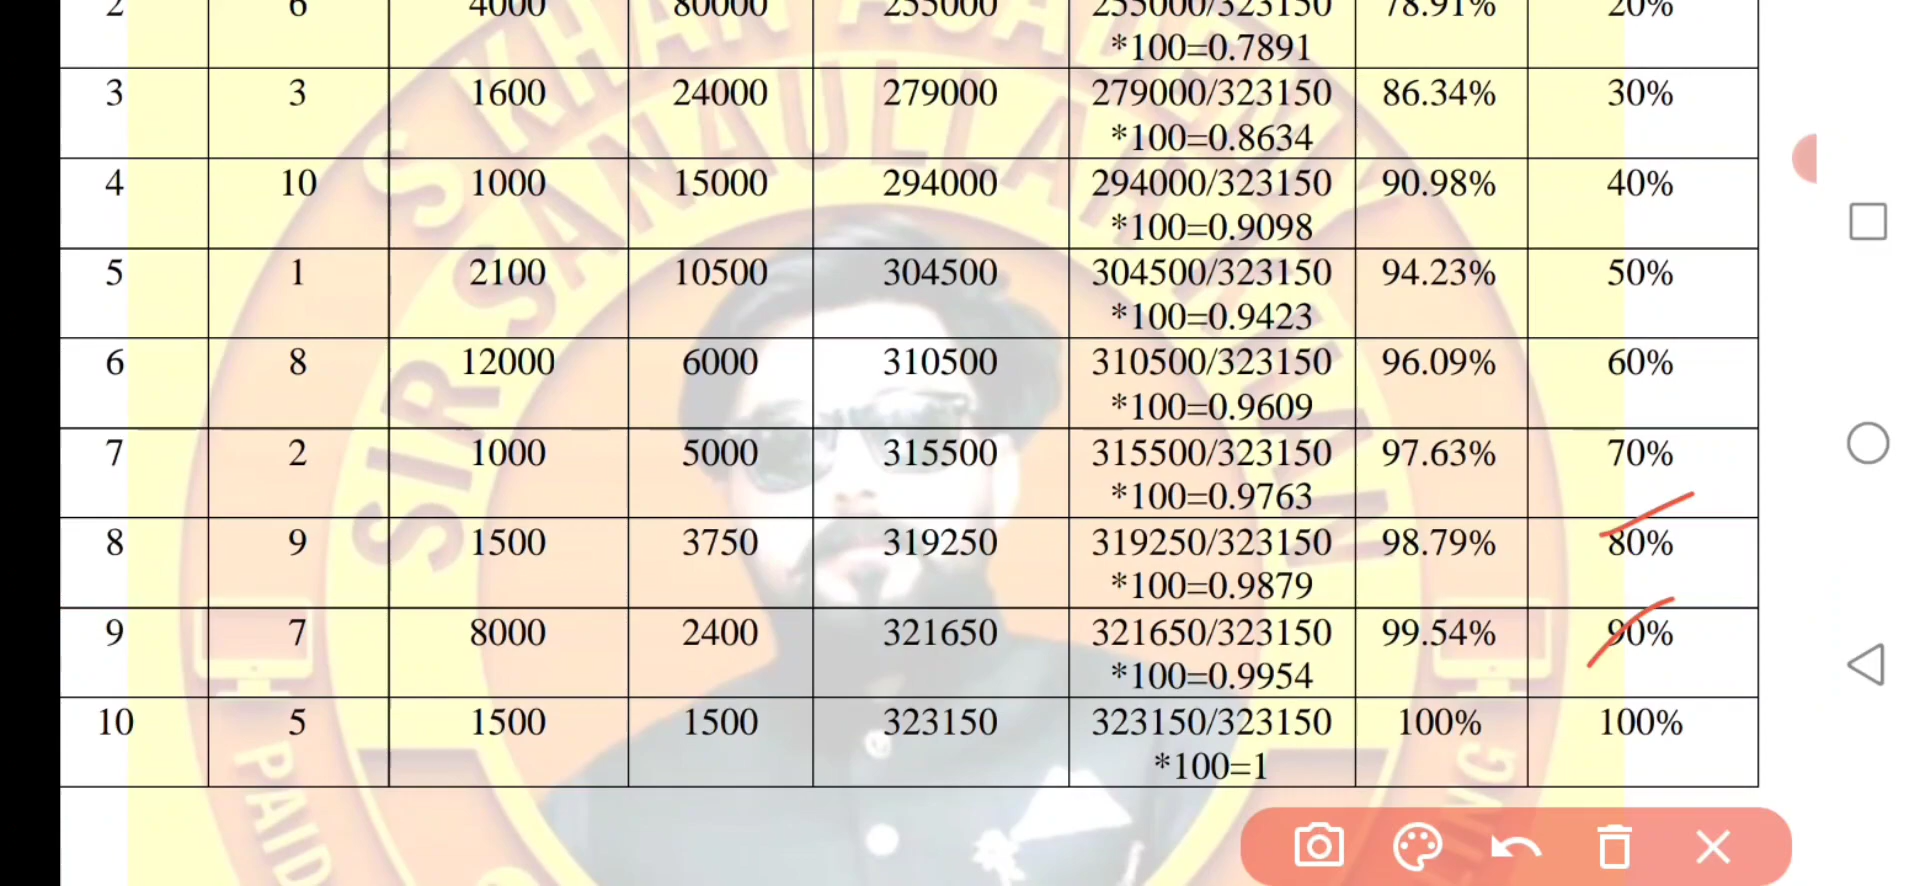 2 6 4000 80000 255000 255000/323150 78.91% 20%
*100=0.7891
3 3 1600 24000 279000 279000/323150 86.34% 30%
*100=0.8634
4 10 1000 15000 294000 294000/323150 90.98% 40%
*100=0.9098
5 1 2100 10500 304500 304500/323150 94.23% 50%
*100=0.9423
6 8 12000 6000 310500 310500/323150 96.09% 60%
*100=0.9609
7 2 1000 5000 315500 315500/323150 97.63% 70%
*100=0.9763
8 9 1500 3750 319250 319250/323150 98.79% 80%
*100=0.9879
9 7 8000 2400 321650 321650/323150 99.54% 90%
*100=0.9954
10 5 1500 1500 323150 323150/323150 100% 100%
*100=1
S KHAN ACADEMY
SIR SANAULLAH KHAN
PAID